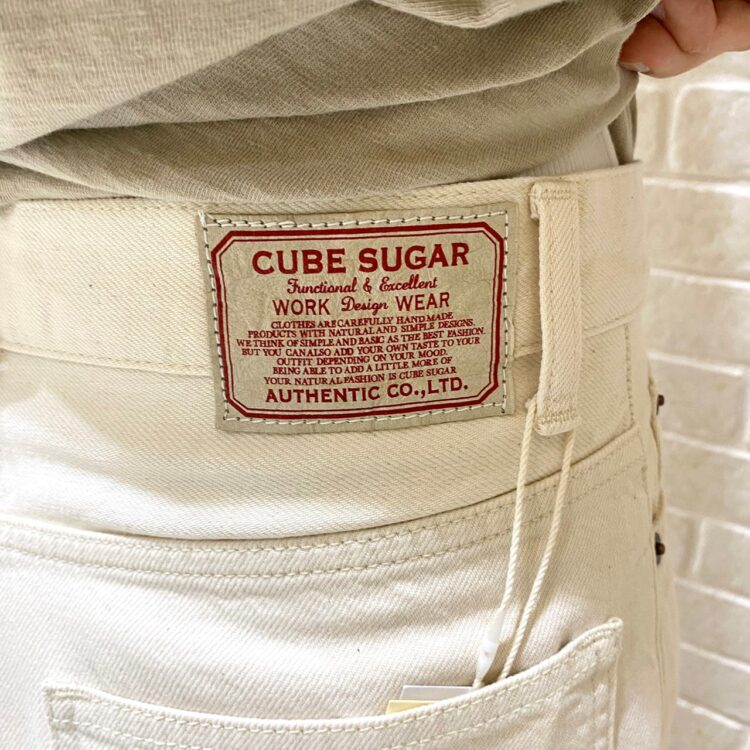 CUBE SUGAR
Functional & Excellent
WORK Design WEAR
CLOTHES ARE CAREFULLY HAND MADE
PRODUCTS WITH NATURAL AND SIMPLE DESIGNS.
WE THINK OF SIMPLE AND BASIC AS THE BEST FASHION.
BUT YOU CAN ALSO ADD YOUR OWN TASTE TO YOUR
OUTFIT DEPENDING ON YOUR MOOD.
BEING ABLE TO ADD A LITTLE MORE OF
YOUR NATURAL FASHION IS CUBE SUGAR
AUTHENTIC CO.,LTD.